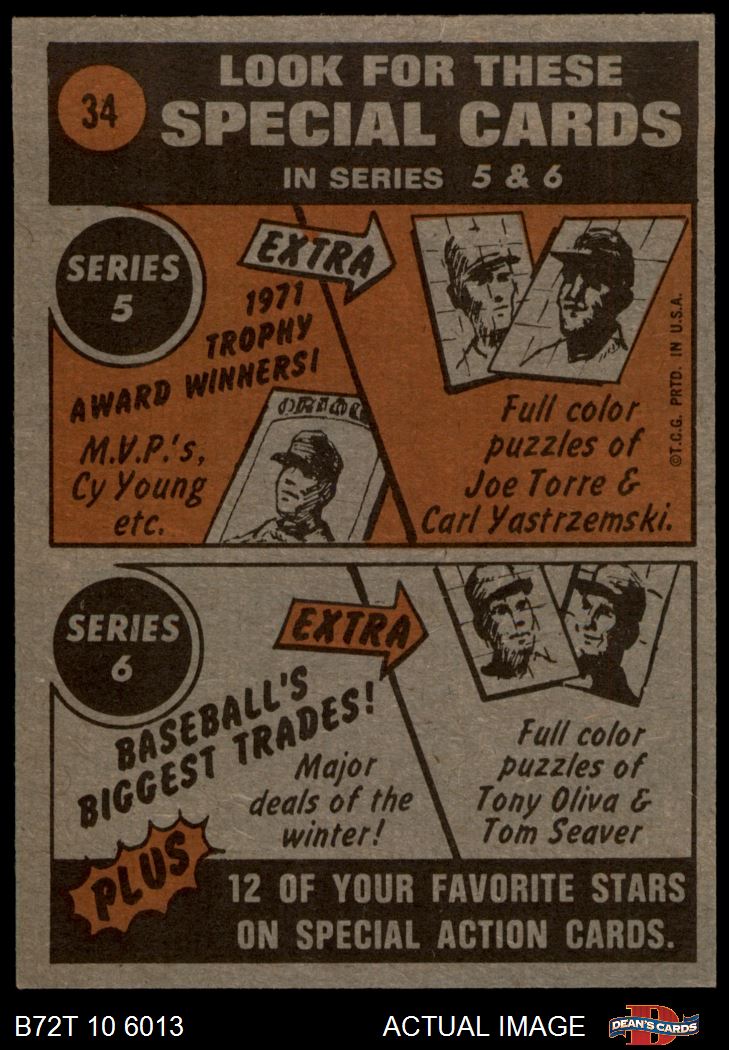 34
LOOK FOR THESE
SPECIAL CARDS
IN SERIES 5 & 6
SERIES
5
EXTRA
1971
TROPHY
AWARD WINNERS!
M.V.P.'s,
Cy Young
etc.
ORIOL
Full color
puzzles of
Joe Torre &
Carl Yastrzemski.
©T.C.G. PRTD. IN U.S.A.
SERIES
6
EXTRA
BASEBALL'S
BIGGEST TRADES!
Major
deals of the
winter!
Full color
puzzles of
Tony Oliva &
Tom Seaver
PLUS
12 OF YOUR FAVORITE STARS
ON SPECIAL ACTION CARDS.
B72T 10 6013
ACTUAL IMAGE
D
DEAN'S CARDS